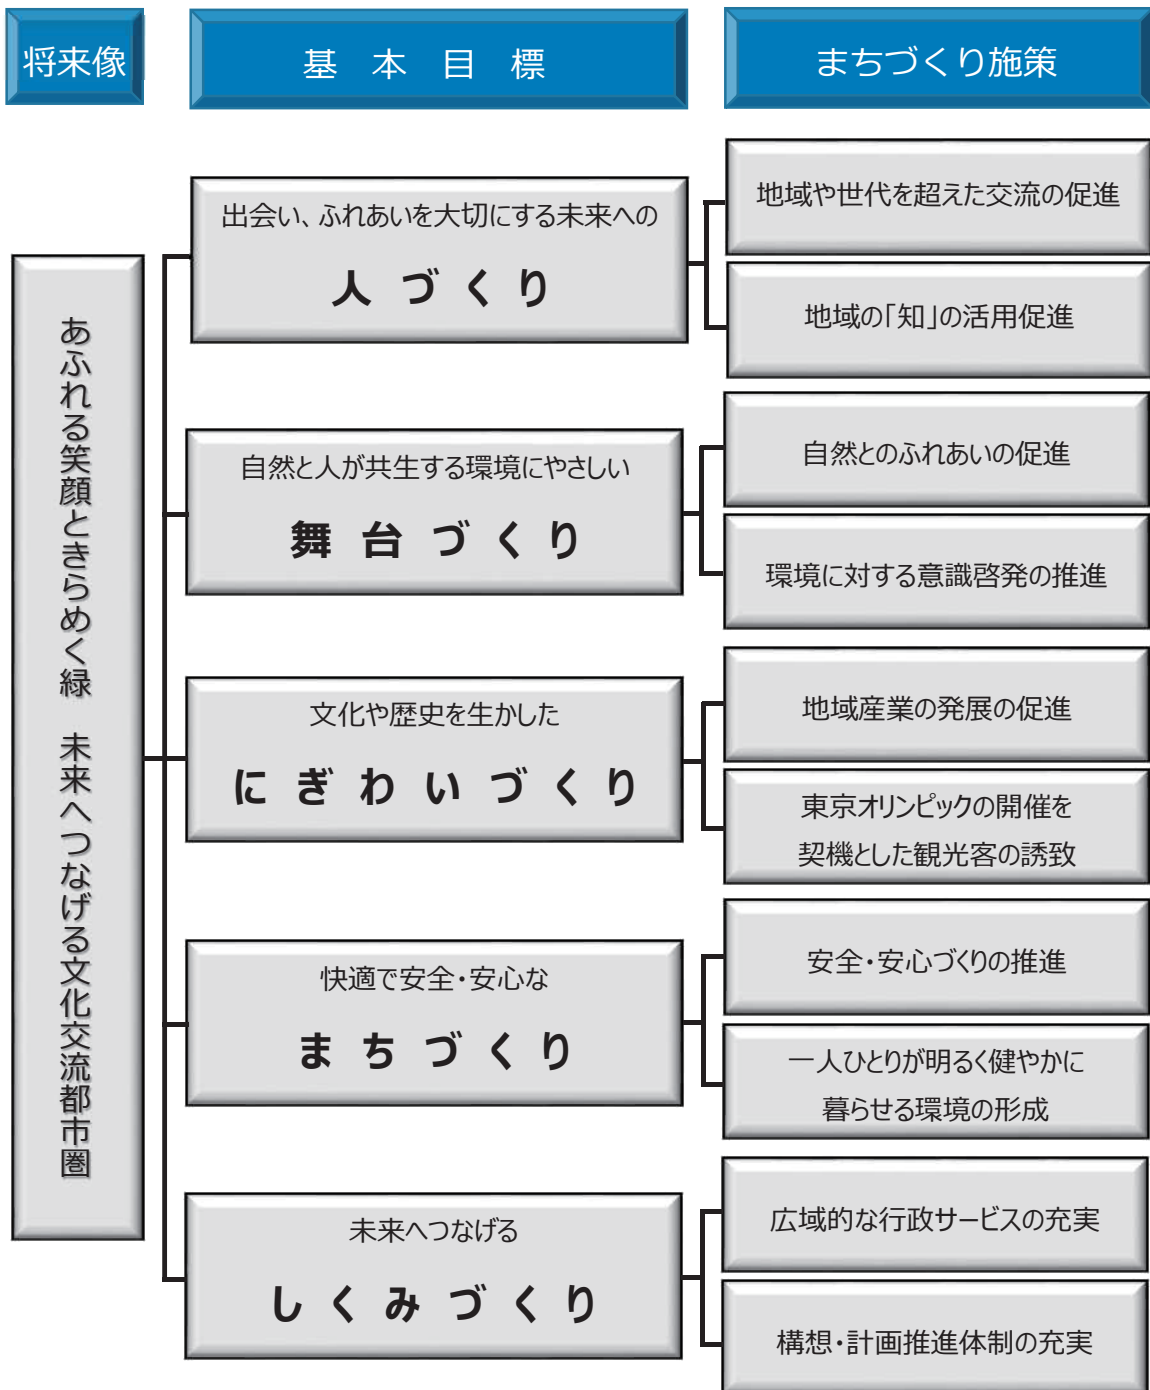 将来像
基本目標
まちづくり施策
あふれる笑顔ときらめく緑　未来へつなげる文化交流都市圏
出会い、ふれあいを大切にする未来への
人づくり
地域や世代を超えた交流の促進
地域の「知」の活用促進
自然と人が共生する環境にやさしい
舞台づくり
自然とのふれあいの促進
環境に対する意識啓発の推進
文化や歴史を生かした
にぎわいづくり
地域産業の発展の促進
東京オリンピックの開催を
契機とした観光客の誘致
快適で安全・安心な
まちづくり
安全・安心づくりの推進
一人ひとりが明るく健やかに
暮らせる環境の形成
未来へつなげる
しくみづくり
広域的な行政サービスの充実
構想・計画推進体制の充実